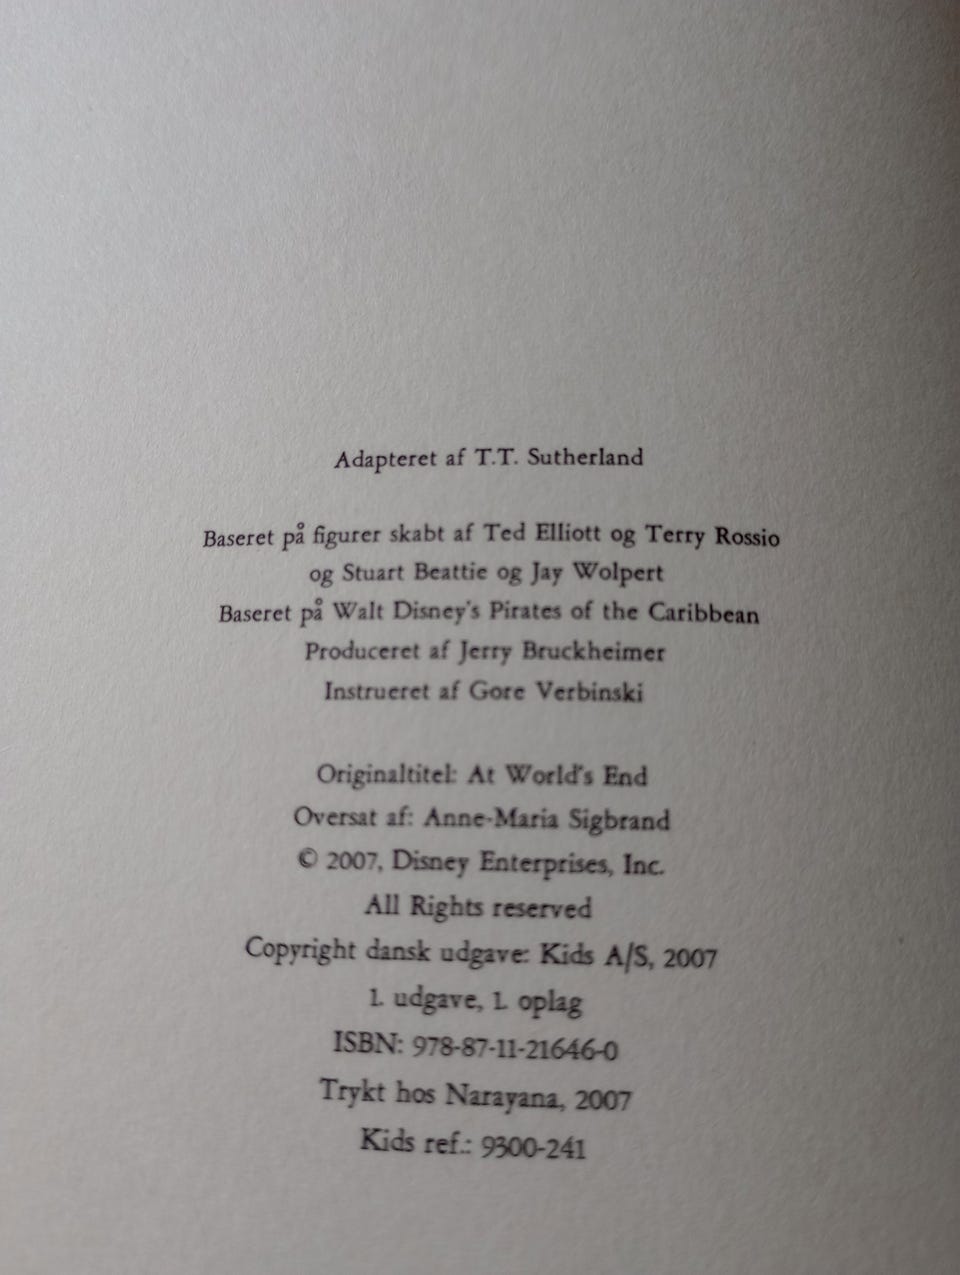 Adapteret af T.T. Sutherland
Baseret på figurer skabt af Ted Elliott og Terry Rossio
og Stuart Beattie og Jay Wolpert
Baseret på Walt Disney's Pirates of the Caribbean
Produceret af Jerry Bruckheimer
Instrueret af Gore Verbinski
Originaltitel: At World's End
Oversat af: Anne-Maria Sigbrand
© 2007, Disney Enterprises, Inc.
All Rights reserved
Copyright dansk udgave: Kids A/S, 2007
1. udgave, 1. oplag
ISBN: 978-87-11-21646-0
Trykt hos Narayana, 2007
Kids ref.: 9300-241